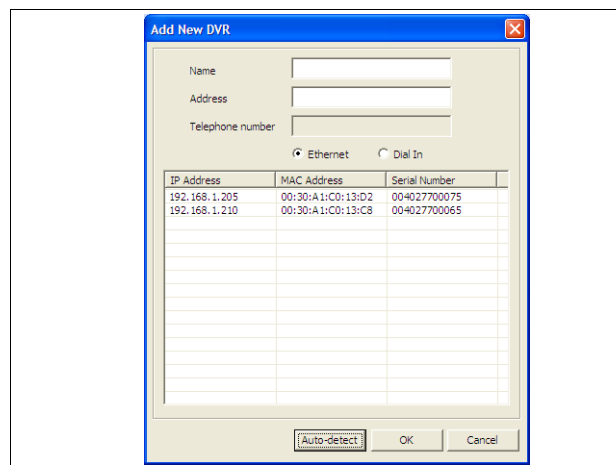 Add New DVR
Name
Address
Telephone number
Ethernet Dial In
IP Address MAC Address Serial Number
192.168.1.205 00:30:A1:C0:13:D2 004027700075
192.168.1.210 00:30:A1:C0:13:C8 004027700065
Auto-detect OK Cancel